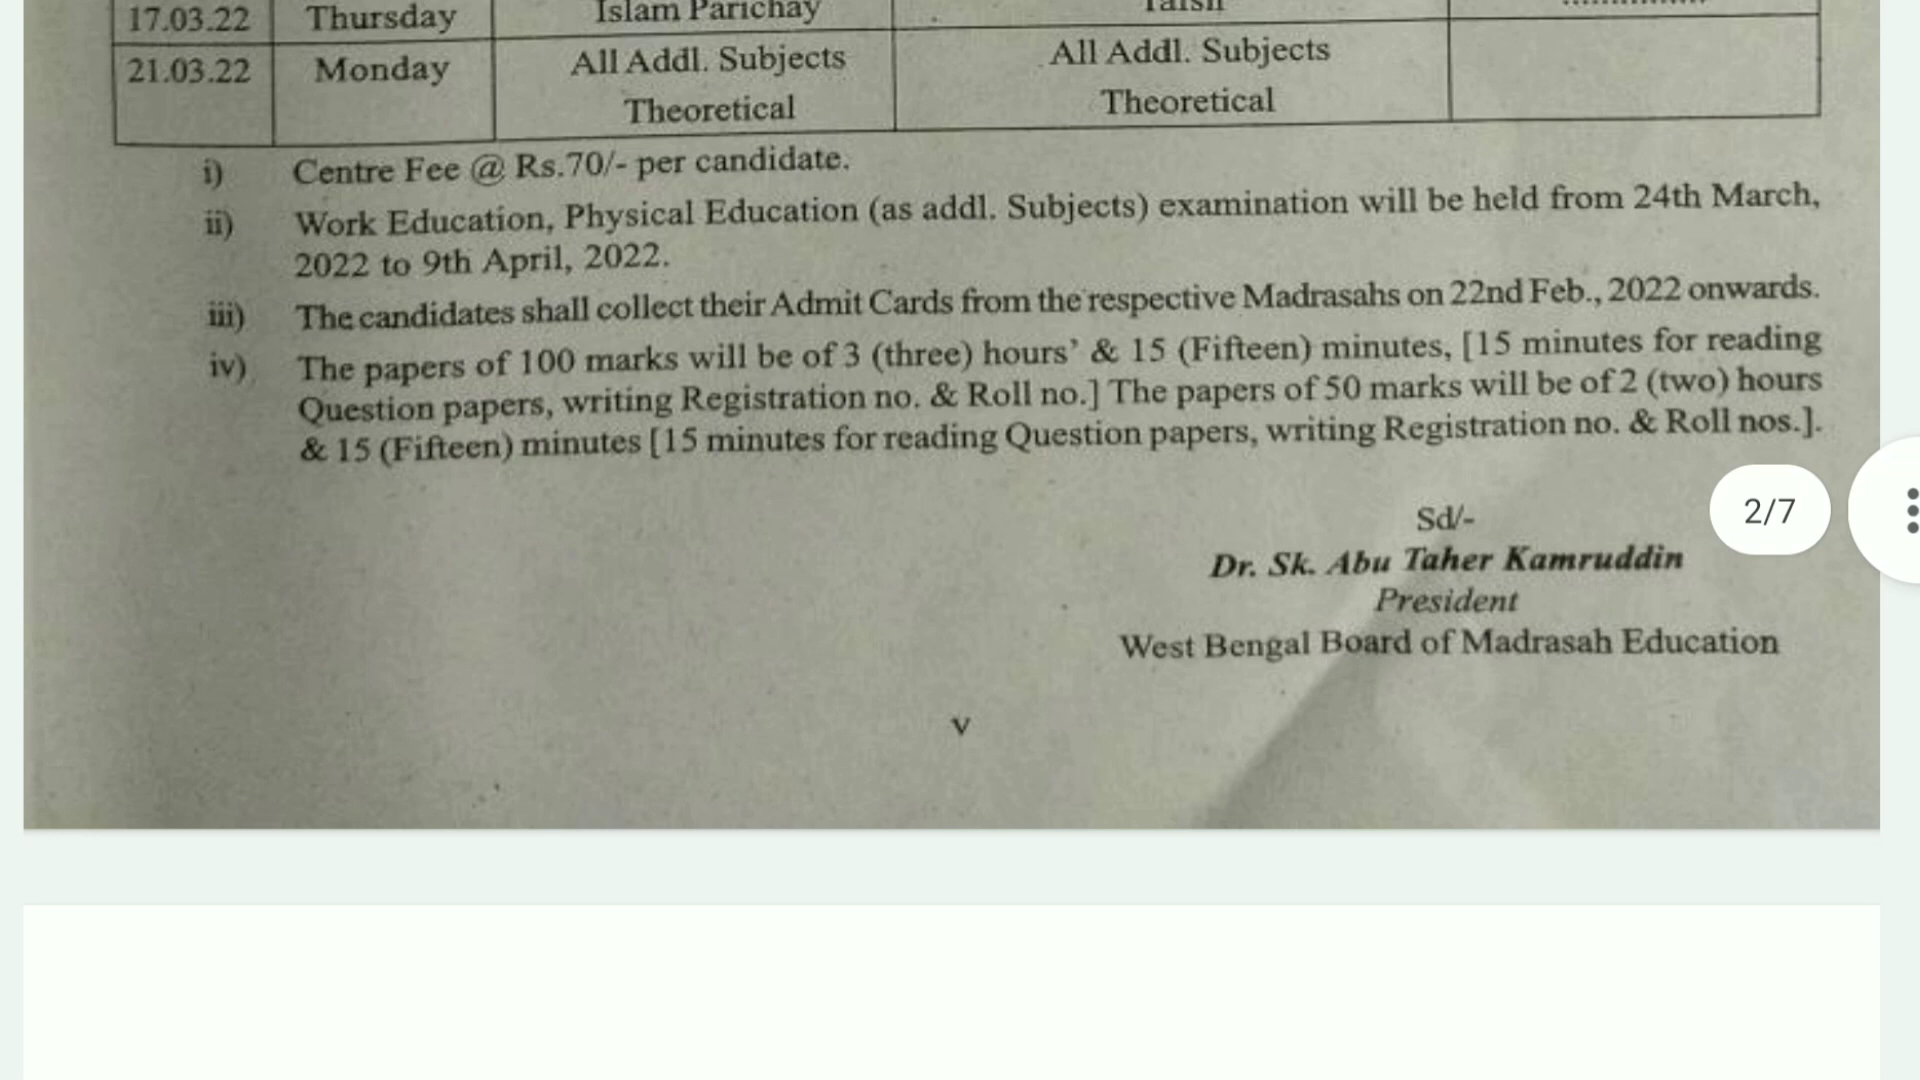 17.03.22 Thursday Islam Parichay
21.03.22 Monday All Addl. Subjects All Addl. Subjects
Theoretical Theoretical
i) Centre Fee @ Rs.70/- per candidate.
ii) Work Education, Physical Education (as addl. Subjects) examination will be held from 24th March,
2022 to 9th April, 2022.
iii) The candidates shall collect their Admit Cards from the respective Madrasahs on 22nd Feb., 2022 onwards.
iv) The papers of 100 marks will be of 3 (three) hours' & 15 (Fifteen) minutes, [15 minutes for reading
Question papers, writing Registration no. & Roll no.] The papers of 50 marks will be of 2 (two) hours
& 15 (Fifteen) minutes [15 minutes for reading Question papers, writing Registration no. & Roll nos.].
2/7
Sd/-
Dr. Sk. Abu Taher Kamruddin
President
West Bengal Board of Madrasah Education
v